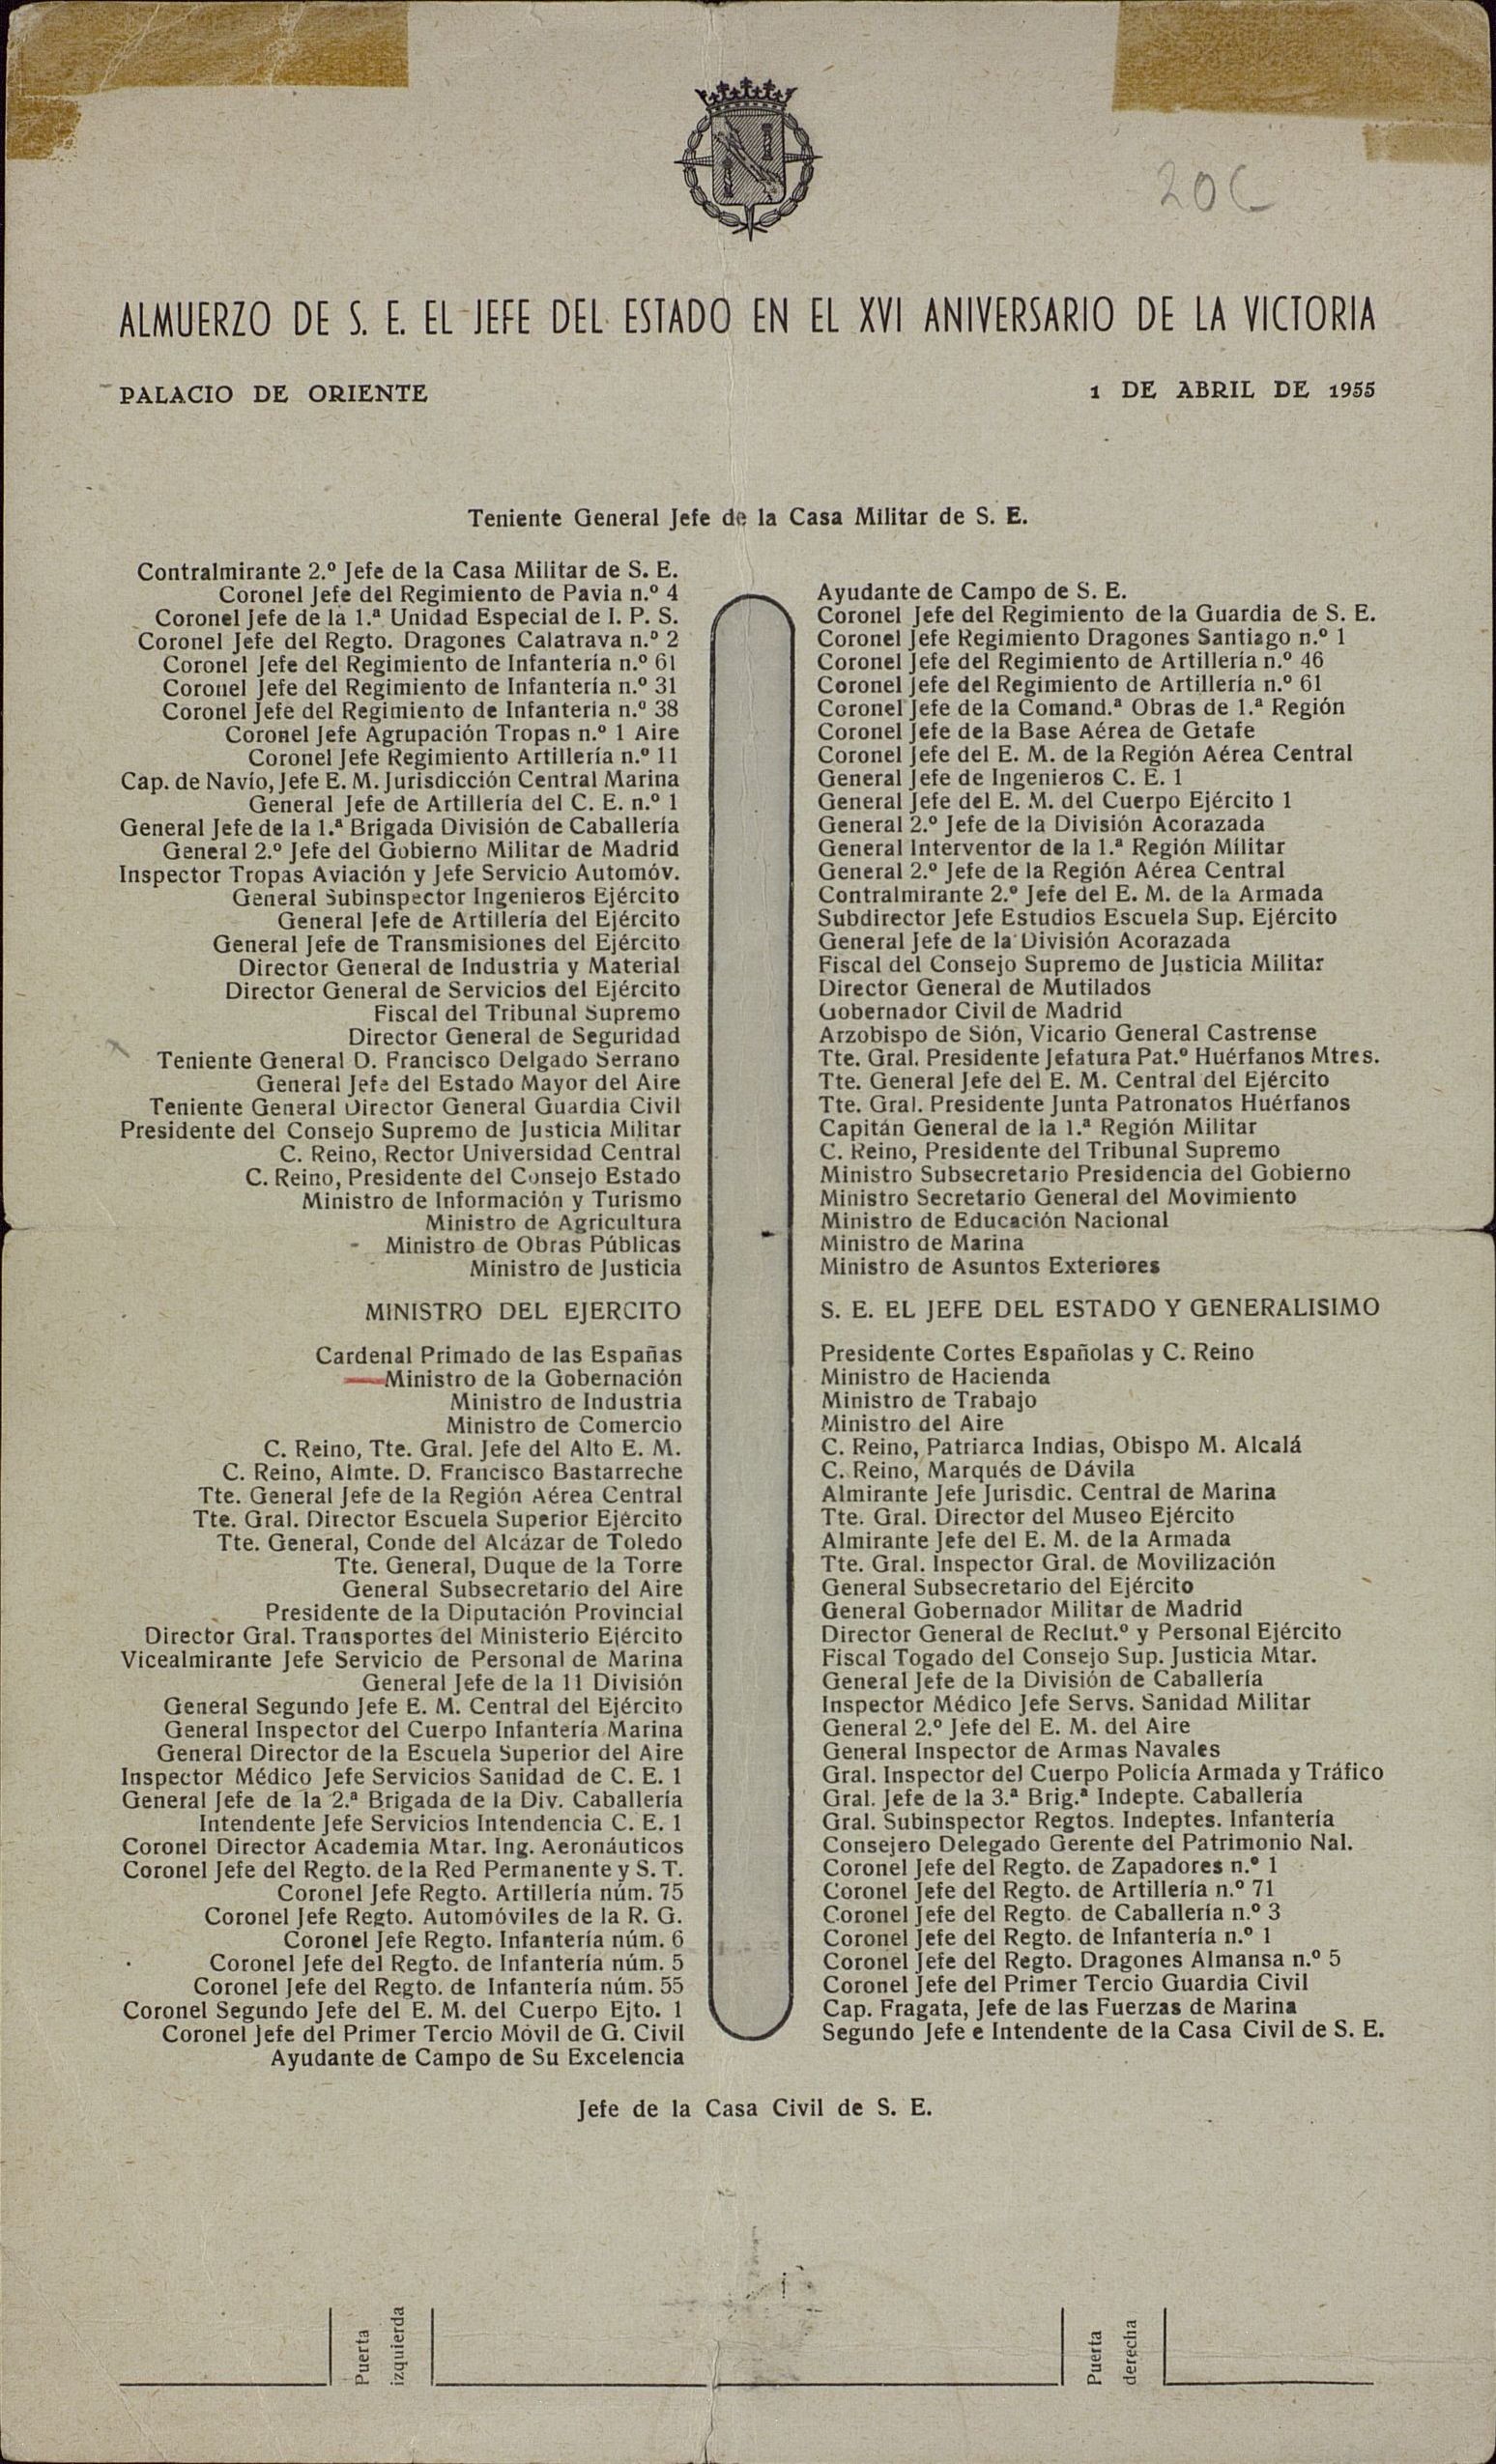 20C
ALMUERZO DE S. E. EL JEFE DEL ESTADO EN EL XVI ANIVERSARIO DE LA VICTORIA
PALACIO DE ORIENTE
1 DE ABRIL DE 1955
Teniente General Jefe de la Casa Militar de S. E.
Contralmirante 2.º Jefe de la Casa Militar de S. E.
Coronel Jefe del Regimiento de Pavia n.º 4
Coronel Jefe de la 1.ª Unidad Especial de I. P. S.
Coronel Jefe del Regto. Dragones Calatrava n.º 2
Coronel Jefe del Regimiento de Infantería n.º 61
Coronel Jefe del Regimiento de Infantería n.º 31
Coronel Jefe del Regimiento de Infantería n.º 38
Coronel Jefe Agrupación Tropas n.º 1 Aire
Coronel Jefe Regimiento Artillería n.º 11
Cap. de Navío, Jefe E. M. Jurisdicción Central Marina
General Jefe de Artillería del C. E. n.º 1
General Jefe de la 1.ª Brigada División de Caballería
General 2.º Jefe del Gobierno Militar de Madrid
Inspector Tropas Aviación y Jefe Servicio Automóv.
General Subinspector Ingenieros Ejército
General Jefe de Artillería del Ejército
General Jefe de Transmisiones del Ejército
Director General de Industria y Material
Director General de Servicios del Ejército
Fiscal del Tribunal Supremo
Director General de Seguridad
Teniente General D. Francisco Delgado Serrano
General Jefe del Estado Mayor del Aire
Teniente General Director General Guardia Civil
Presidente del Consejo Supremo de Justicia Militar
C. Reino, Rector Universidad Central
C. Reino, Presidente del Consejo Estado
Ministro de Información y Turismo
Ministro de Agricultura
Ministro de Obras Públicas
Ministro de Justicia
MINISTRO DEL EJERCITO
Cardenal Primado de las Españas
Ministro de la Gobernación
Ministro de Industria
Ministro de Comercio
C. Reino, Tte. Gral. Jefe del Alto E. M.
C. Reino, Almte. D. Francisco Bastarreche
Tte. General Jefe de la Región Aérea Central
Tte. Gral. Director Escuela Superior Ejército
Tte. General, Conde del Alcázar de Toledo
Tte. General, Duque de la Torre
General Subsecretario del Aire
Presidente de la Diputación Provincial
Director Gral. Transportes del Ministerio Ejército
Vicealmirante Jefe Servicio de Personal de Marina
General Jefe de la 11 División
General Segundo Jefe E. M. Central del Ejército
General Inspector del Cuerpo Infantería Marina
General Director de la Escuela Superior del Aire
Inspector Médico Jefe Servicios Sanidad de C. E. 1
General Jefe de la 2.ª Brigada de la Div. Caballería
Intendente Jefe Servicios Intendencia C. E. 1
Coronel Director Academia Mtar. Ing. Aeronáuticos
Coronel Jefe del Regto. de la Red Permanente y S. T.
Coronel Jefe Regto. Artillería núm. 75
Coronel Jefe Regto. Automóviles de la R. G.
Coronel Jefe Regto. Infantería núm. 6
Coronel Jefe del Regto. de Infantería núm. 5
Coronel Jefe del Regto. de Infantería núm. 55
Coronel Segundo Jefe del E. M. del Cuerpo Ejto. 1
Coronel Jefe del Primer Tercio Móvil de G. Civil
Ayudante de Campo de Su Excelencia
Ayudante de Campo de S. E.
Coronel Jefe del Regimiento de la Guardia de S. E.
Coronel Jefe Regimiento Dragones Santiago n.º 1
Coronel Jefe del Regimiento de Artillería n.º 46
Coronel Jefe del Regimiento de Artillería n.º 61
Coronel Jefe de la Comand.ª Obras de 1.ª Región
Coronel Jefe de la Base Aérea de Getafe
Coronel Jefe del E. M. de la Región Aérea Central
General Jefe de Ingenieros C. E. 1
General Jefe del E. M. del Cuerpo Ejército 1
General 2.º Jefe de la División Acorazada
General Interventor de la 1.ª Región Militar
General 2.º Jefe de la Región Aérea Central
Contralmirante 2.º Jefe del E. M. de la Armada
Subdirector Jefe Estudios Escuela Sup. Ejército
General Jefe de la División Acorazada
Fiscal del Consejo Supremo de Justicia Militar
Director General de Mutilados
Gobernador Civil de Madrid
Arzobispo de Sión, Vicario General Castrense
Tte. Gral. Presidente Jefatura Pat.º Huérfanos Mtres.
Tte. General Jefe del E. M. Central del Ejército
Tte. Gral. Presidente Junta Patronatos Huérfanos
Capitán General de la 1.ª Región Militar
C. Reino, Presidente del Tribunal Supremo
Ministro Subsecretario Presidencia del Gobierno
Ministro Secretario General del Movimiento
Ministro de Educación Nacional
Ministro de Marina
Ministro de Asuntos Exteriores
S. E. EL JEFE DEL ESTADO Y GENERALISIMO
Presidente Cortes Españolas y C. Reino
Ministro de Hacienda
Ministro de Trabajo
Ministro del Aire
C. Reino, Patriarca Indias, Obispo M. Alcalá
C. Reino, Marqués de Dávila
Almirante Jefe Jurisdic. Central de Marina
Tte. Gral. Director del Museo Ejército
Almirante Jefe del E. M. de la Armada
Tte. Gral. Inspector Gral. de Movilización
General Subsecretario del Ejército
General Gobernador Militar de Madrid
Director General de Reclut.º y Personal Ejército
Fiscal Togado del Consejo Sup. Justicia Mtar.
General Jefe de la División de Caballería
Inspector Médico Jefe Servs. Sanidad Militar
General 2.º Jefe del E. M. del Aire
General Inspector de Armas Navales
Gral. Inspector del Cuerpo Policía Armada y Tráfico
Gral. Jefe de la 3.ª Brig.ª Indepte. Caballería
Gral. Subinspector Regtos. Indeptes. Infantería
Consejero Delegado Gerente del Patrimonio Nal.
Coronel Jefe del Regto. de Zapadores n.º 1
Coronel Jefe del Regto. de Artillería n.º 71
Coronel Jefe del Regto. de Caballería n.º 3
Coronel Jefe del Regto. de Infantería n.º 1
Coronel Jefe del Regto. Dragones Almansa n.º 5
Coronel Jefe del Primer Tercio Guardia Civil
Cap. Fragata, Jefe de las Fuerzas de Marina
Segundo Jefe e Intendente de la Casa Civil de S. E.
Jefe de la Casa Civil de S. E.
Puerta
izquierda
Puerta
derecha